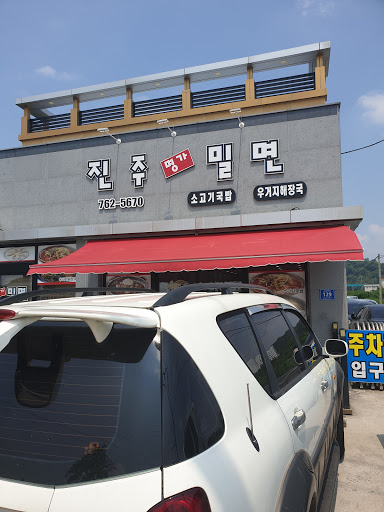 진주 명가 밀면
762-5670
소고기국밥 우거지해장국
주차
입구